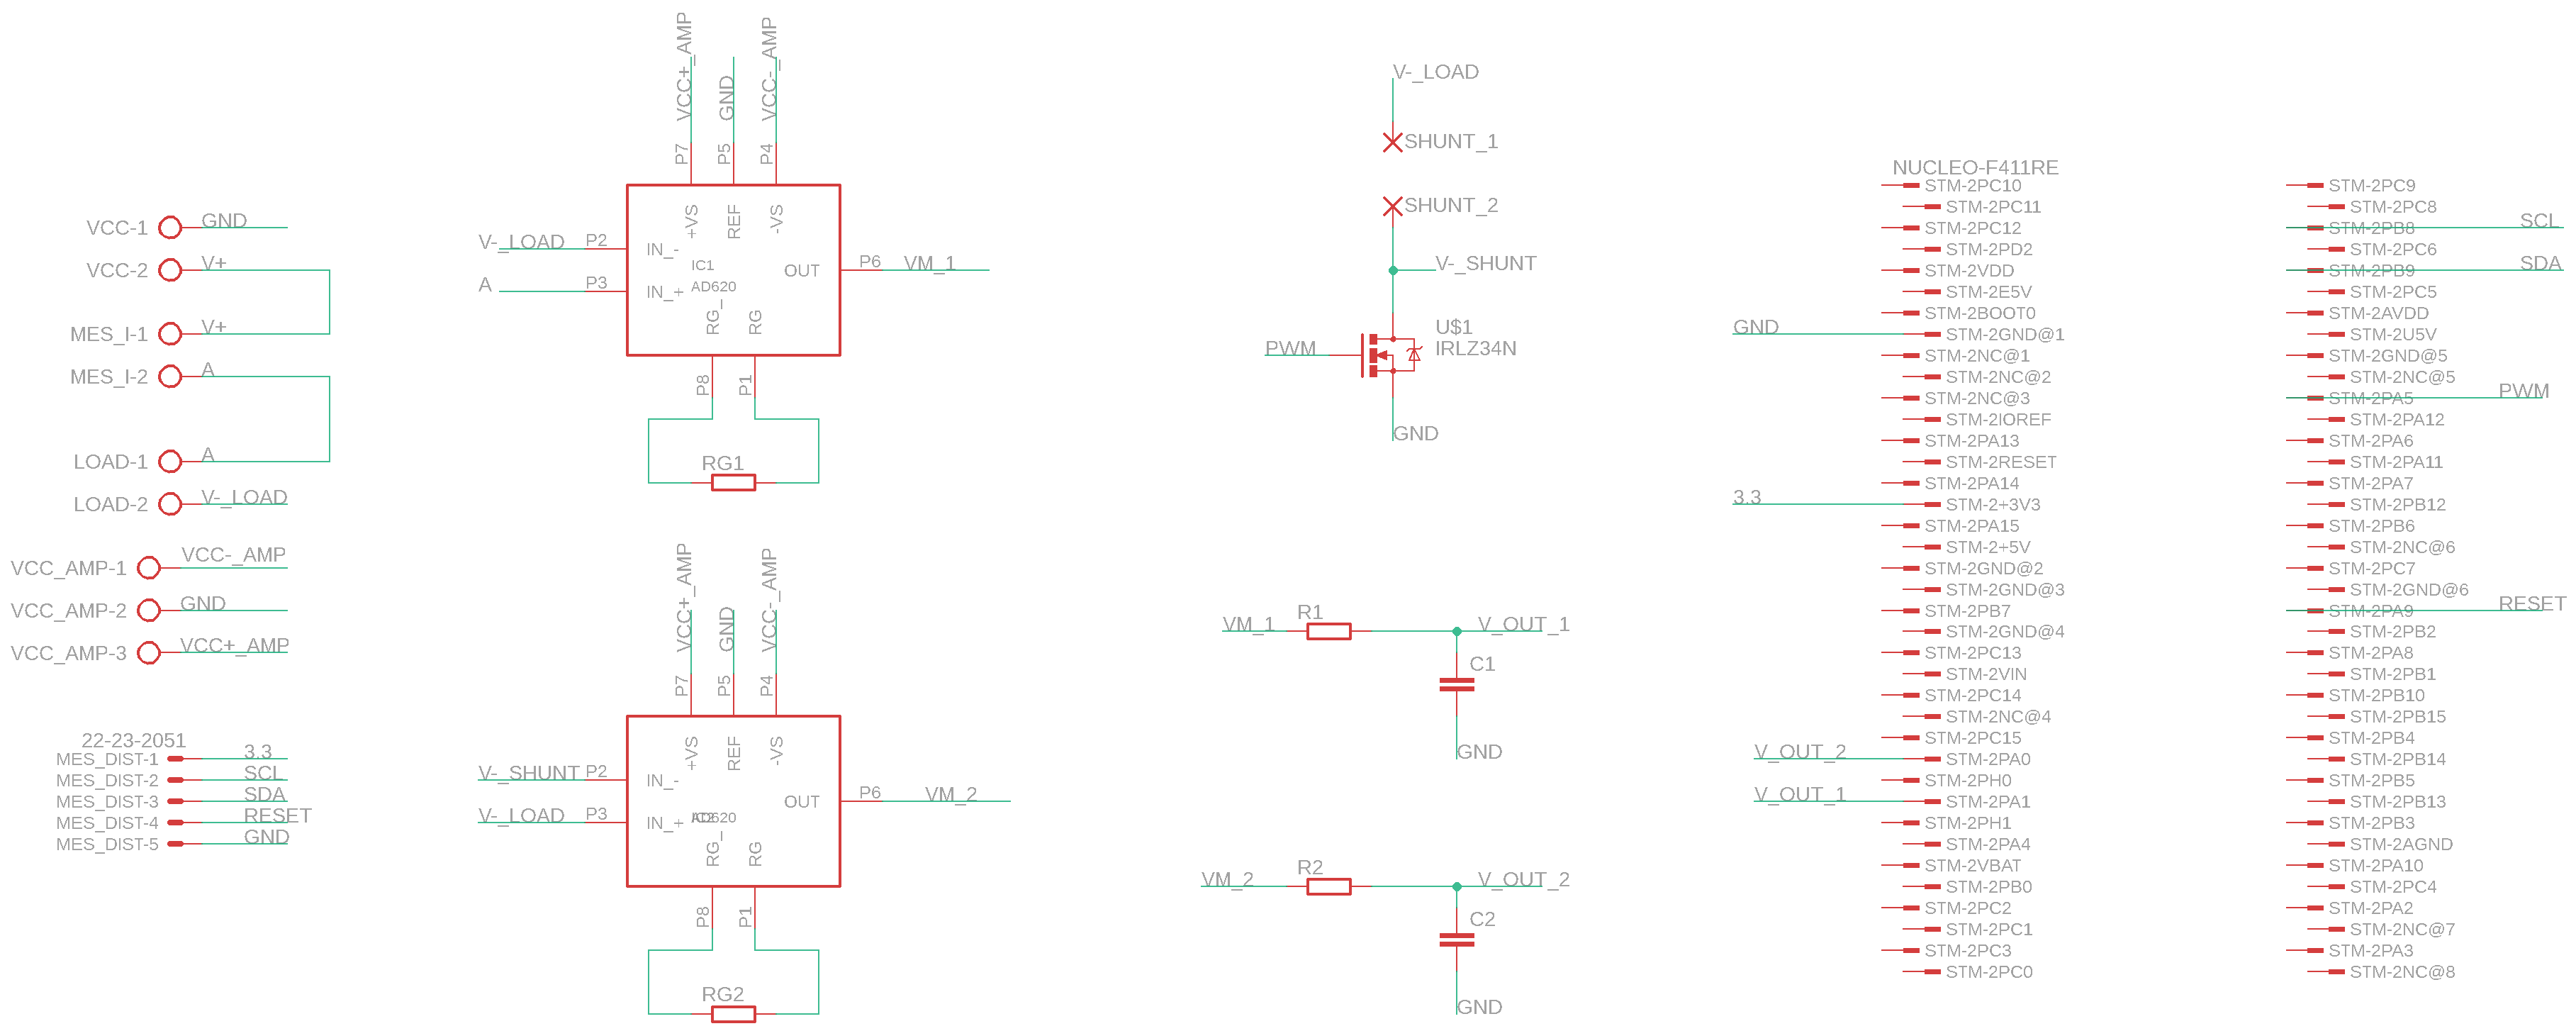 VCC-1
GND
VCC-2
V+
MES_I-1
V+
MES_I-2
A
LOAD-1
A
LOAD-2
V-_LOAD
VCC_AMP-1
VCC-_AMP
VCC_AMP-2
GND
VCC_AMP-3
VCC+_AMP
22-23-2051
MES_DIST-1
3.3
MES_DIST-2
SCL
MES_DIST-3
SDA
MES_DIST-4
RESET
MES_DIST-5
GND
VCC+_AMP
GND
VCC-_AMP
P7
P5
P4
+VS
REF
-VS
V-_LOAD
P2
IN_-
A
P3
IN_+
IC1
AD620
OUT
P6
VM_1
RG_
RG
P8
P1
RG1
VCC+_AMP
GND
VCC-_AMP
P7
P5
P4
+VS
REF
-VS
V-_SHUNT
P2
IN_-
V-_LOAD
P3
IN_+
IC2
AD620
OUT
P6
VM_2
RG_
RG
P8
P1
RG2
V-_LOAD
SHUNT_1
SHUNT_2
V-_SHUNT
U$1
IRLZ34N
PWM
GND
VM_1
R1
V_OUT_1
C1
GND
VM_2
R2
V_OUT_2
C2
GND
NUCLEO-F411RE
STM-2PC10
STM-2PC11
STM-2PC12
STM-2PD2
STM-2VDD
STM-2E5V
STM-2BOOT0
GND
STM-2GND@1
STM-2NC@1
STM-2NC@2
STM-2NC@3
STM-2IOREF
STM-2PA13
STM-2RESET
STM-2PA14
3.3
STM-2+3V3
STM-2PA15
STM-2+5V
STM-2GND@2
STM-2GND@3
STM-2PB7
STM-2GND@4
STM-2PC13
STM-2VIN
STM-2PC14
STM-2NC@4
STM-2PC15
V_OUT_2
STM-2PA0
STM-2PH0
V_OUT_1
STM-2PA1
STM-2PH1
STM-2PA4
STM-2VBAT
STM-2PB0
STM-2PC2
STM-2PC1
STM-2PC3
STM-2PC0
STM-2PC9
STM-2PC8
STM-2PB8
SCL
STM-2PC6
STM-2PB9
SDA
STM-2PC5
STM-2AVDD
STM-2U5V
STM-2GND@5
STM-2NC@5
STM-2PA5
PWM
STM-2PA12
STM-2PA6
STM-2PA11
STM-2PA7
STM-2PB12
STM-2PB6
STM-2NC@6
STM-2PC7
STM-2GND@6
STM-2PA9
RESET
STM-2PB2
STM-2PA8
STM-2PB1
STM-2PB10
STM-2PB15
STM-2PB4
STM-2PB14
STM-2PB5
STM-2PB13
STM-2PB3
STM-2AGND
STM-2PA10
STM-2PC4
STM-2PA2
STM-2NC@7
STM-2PA3
STM-2NC@8